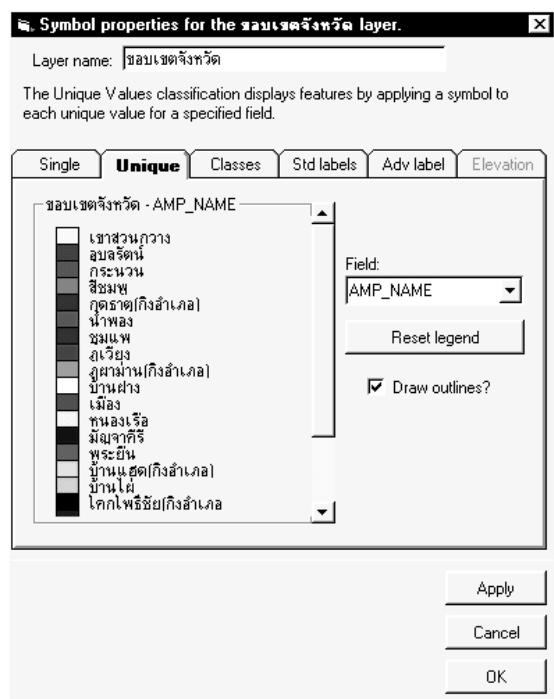 Symbol properties for the ขอบเขตจังหวัด layer.
Layer name: ขอบเขตจังหวัด
The Unique Values classification displays features by applying a symbol to
each unique value for a specified field.
Single Unique Classes Std labels Adv label Elevation
ขอบเขตจังหวัด - AMP_NAME
เขาสวนกวาง
อุบลรัตน์
กระนวน
สีชมพู
กุดธาตุ(กิ่งอำเภอ)
น้ำพอง
ชุมแพ
ภูเวียง
ภูผาม่าน(กิ่งอำเภอ)
บ้านฝาง
เมือง
หนองเรือ
มัญจาคีรี
พระยืน
บ้านแฮด(กิ่งอำเภอ)
บ้านไผ่
โคกโพธิ์ชัย(กิ่งอำเภอ
Field:
AMP_NAME
Reset legend
Draw outlines?
Apply
Cancel
OK